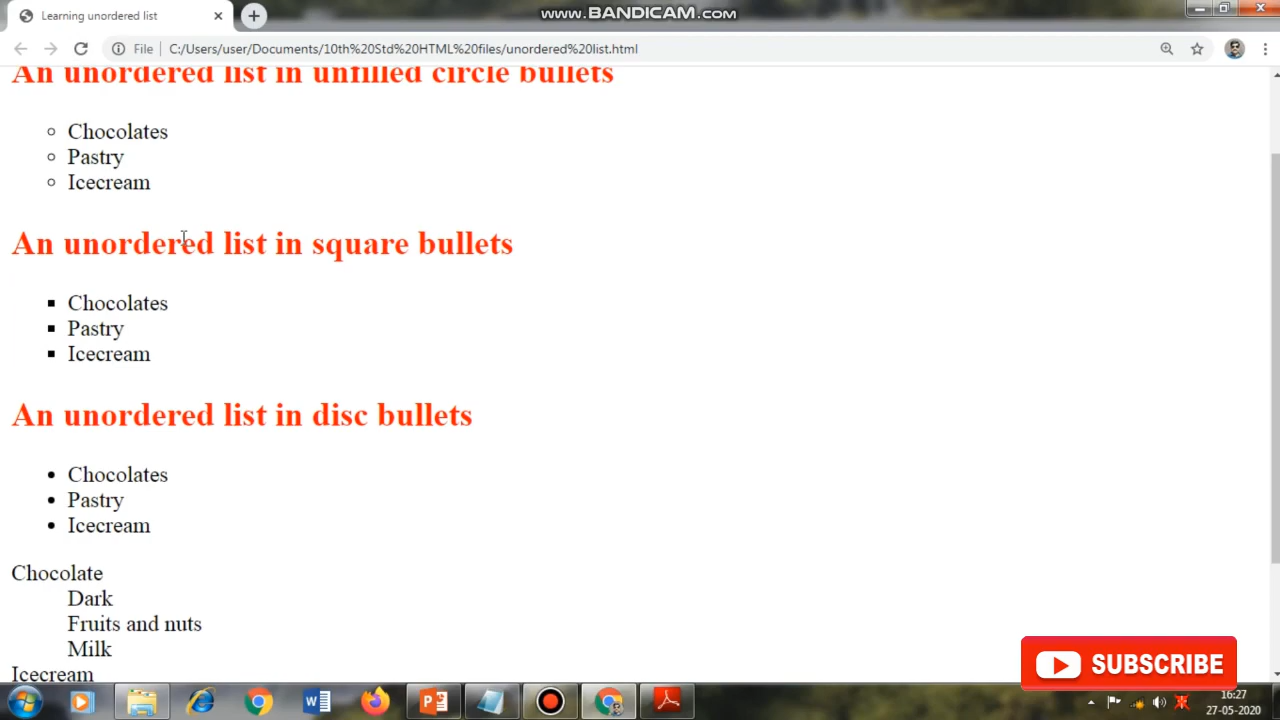 Learning unordered list
www.BANDICAM.com
File
C:/Users/user/Documents/10th%20Std%20HTML%20files/unordered%20list.html
An unordered list in unfilled circle bullets
Chocolates
Pastry
Icecream
An unordered list in square bullets
Chocolates
Pastry
Icecream
An unordered list in disc bullets
Chocolates
Pastry
Icecream
Chocolate
Dark
Fruits and nuts
Milk
Icecream
SUBSCRIBE
16:27
27-05-2020